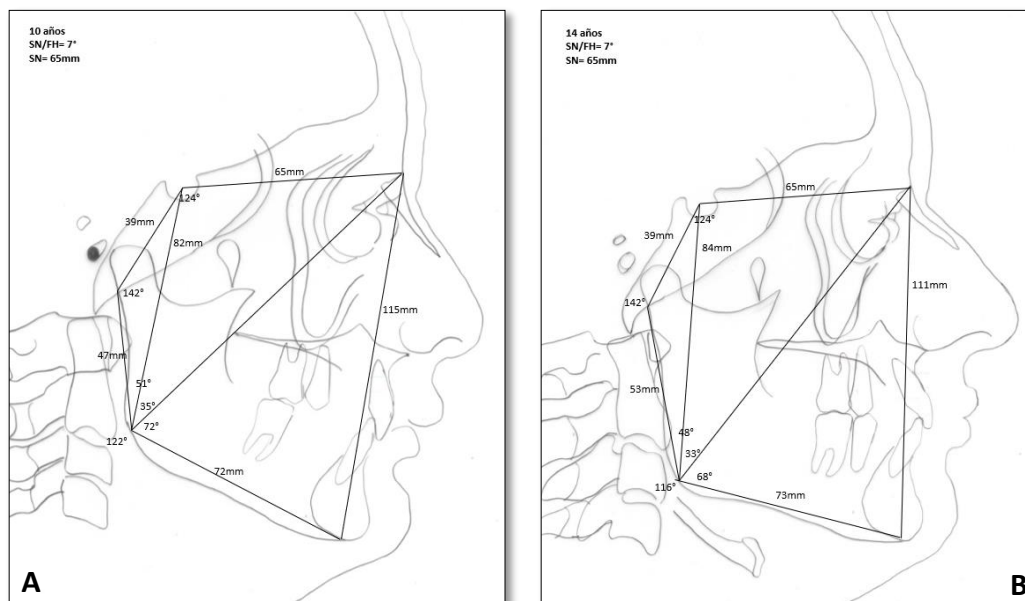 10 años
SN/FH= 7°
SN= 65mm
65mm
124°
39mm
82mm
142°
115mm
47mm
51°
35°
72°
122°
72mm
A
14 años
SN/FH= 7°
SN= 65mm
65mm
124°
39mm
84mm
111mm
142°
53mm
48°
33°
68°
116°
73mm
B